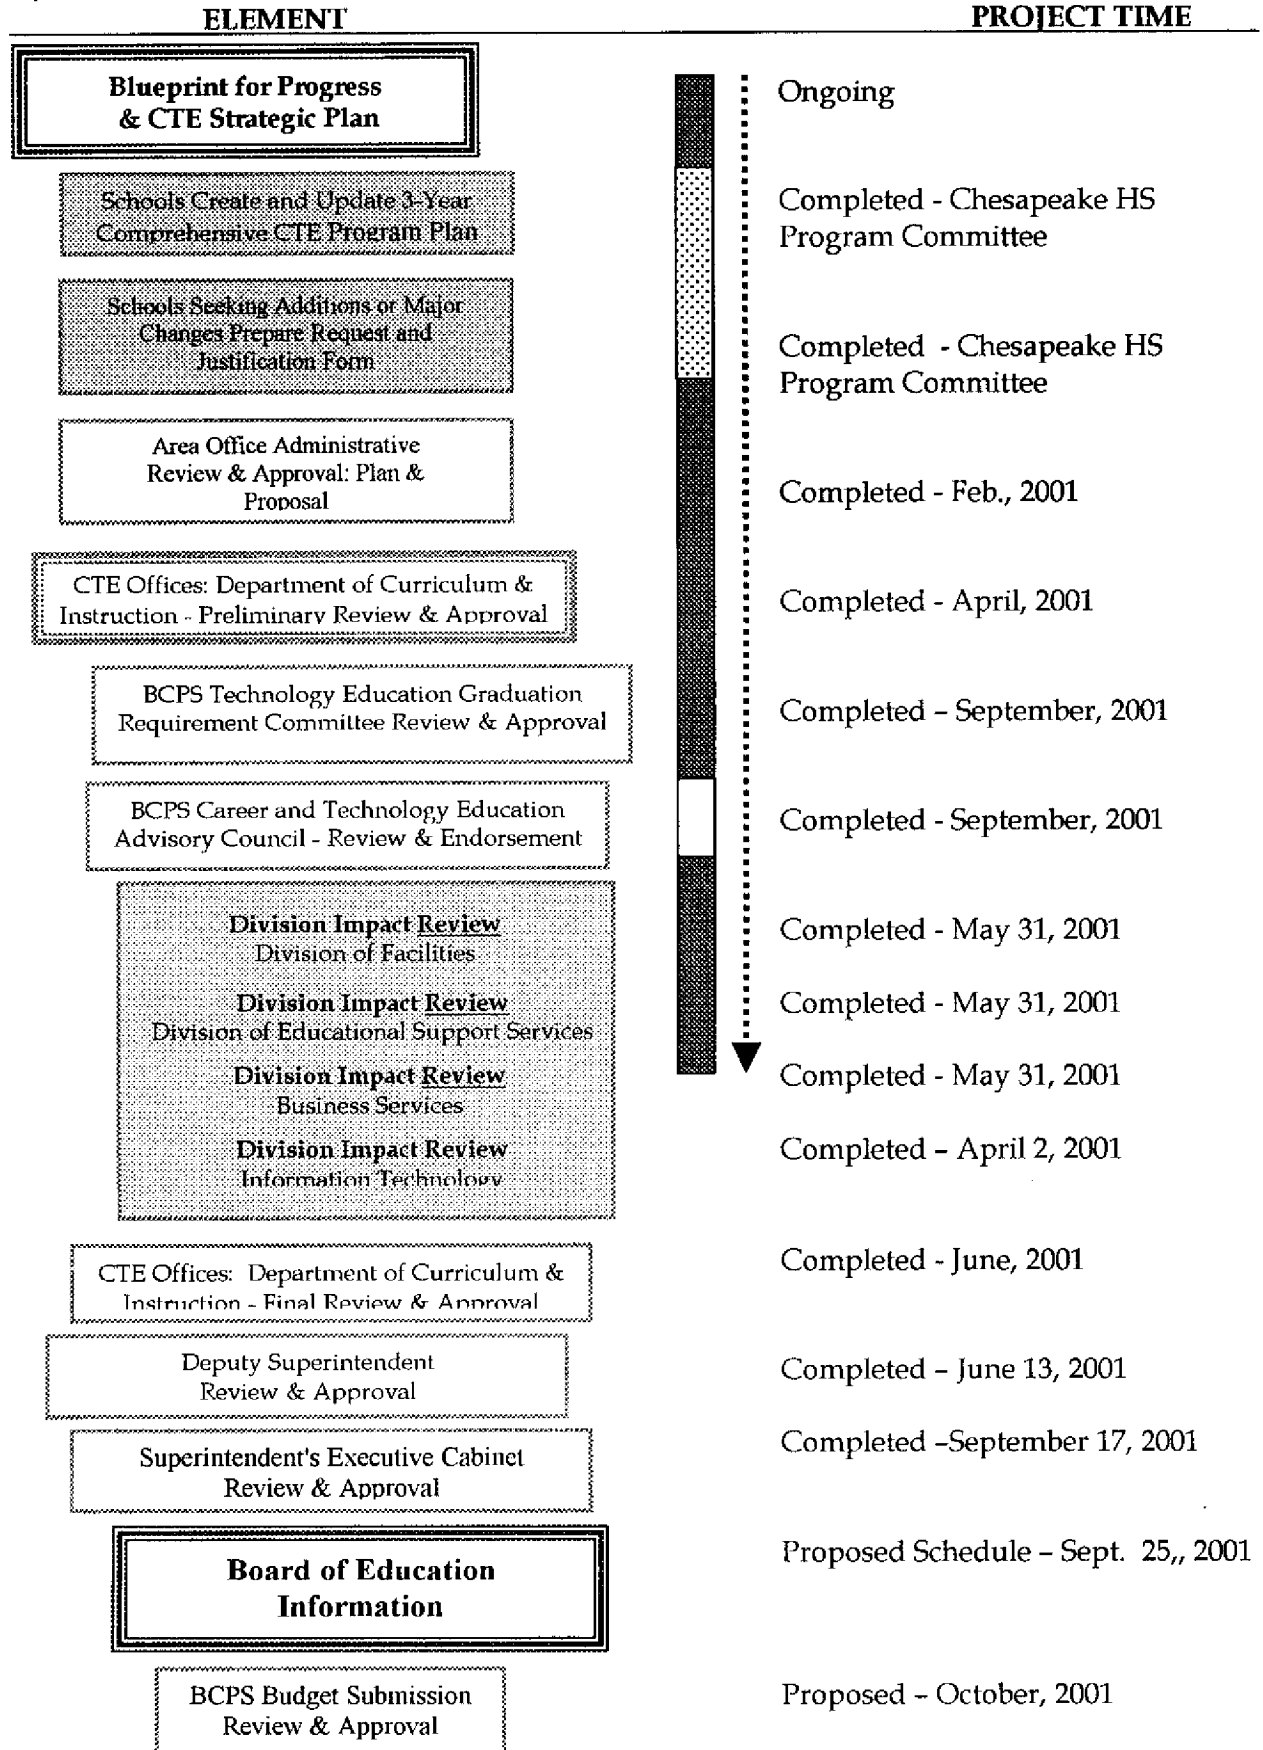 ELEMENT PROJECT TIME
Blueprint for Progress
& CTE Strategic Plan
Ongoing
Schools Create and Update 3-Year
Comprehensive CTE Program Plan
Completed - Chesapeake HS
Program Committee
Schools Seeking Additions or Major
Changes Prepare Request and
Justification Form
Completed - Chesapeake HS
Program Committee
Area Office Administrative
Review & Approval: Plan &
Proposal
Completed - Feb., 2001
CTE Offices: Department of Curriculum &
Instruction - Preliminary Review & Approval
Completed - April, 2001
BCPS Technology Education Graduation
Requirement Committee Review & Approval
Completed – September, 2001
BCPS Career and Technology Education
Advisory Council - Review & Endorsement
Completed - September, 2001
Division Impact Review
Division of Facilities
Completed - May 31, 2001
Division Impact Review
Division of Educational Support Services
Completed - May 31, 2001
Division Impact Review
Business Services
Completed - May 31, 2001
Division Impact Review
Information Technology
Completed – April 2, 2001
CTE Offices: Department of Curriculum &
Instruction - Final Review & Approval
Completed - June, 2001
Deputy Superintendent
Review & Approval
Completed – June 13, 2001
Superintendent's Executive Cabinet
Review & Approval
Completed –September 17, 2001
Board of Education
Information
Proposed Schedule – Sept. 25,, 2001
BCPS Budget Submission
Review & Approval
Proposed – October, 2001